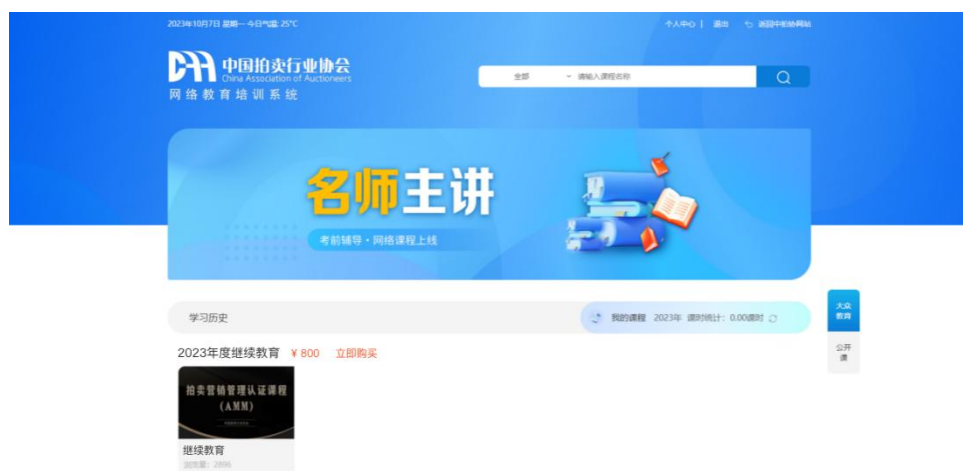 2023年10月7日 星期一 今日气温: 25℃
个人中心 | 退出 返回中拍协网站
中国拍卖行业协会
China Association of Auctioneers
网络教育培训系统
全部 请输入课程名称
名师主讲
考前辅导·网络课程上线
学习历史
我的课程 2023年 课时统计: 0.00课时
大众
教育
公开
课
2023年度继续教育 ¥ 800 立即购买
拍卖营销管理认证课程
(AMM)
继续教育
浏览量: 2896